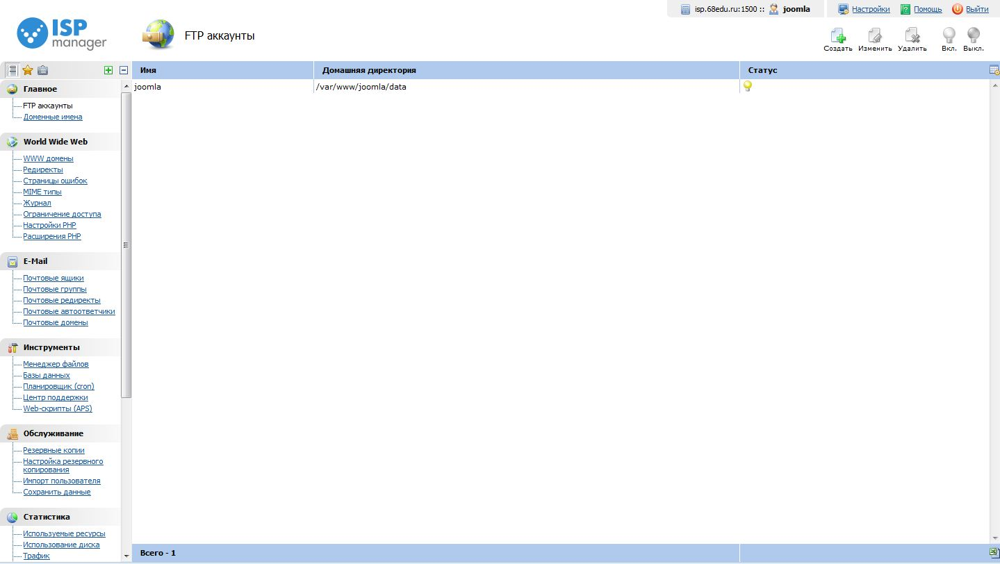 isp.68edu.ru:1500 :: joomla Настройки Помощь Выйти
ISP
manager
FTP аккаунты
Создать Изменить Удалить Вкл. Выкл.
Имя Домашняя директория Статус
joomla /var/www/joomla/data
Главное
FTP аккаунты
Доменные имена
World Wide Web
WWW домены
Редиректы
Страницы ошибок
MIME типы
Журнал
Ограничение доступа
Настройки PHP
Расширения PHP
E-Mail
Почтовые ящики
Почтовые группы
Почтовые редиректы
Почтовые автоответчики
Почтовые домены
Инструменты
Менеджер файлов
Базы данных
Планировщик (cron)
Центр поддержки
Web-скрипты (APS)
Обслуживание
Резервные копии
Настройка резервного
копирования
Импорт пользователя
Сохранить данные
Статистика
Используемые ресурсы
Использование диска
Трафик
Всего - 1